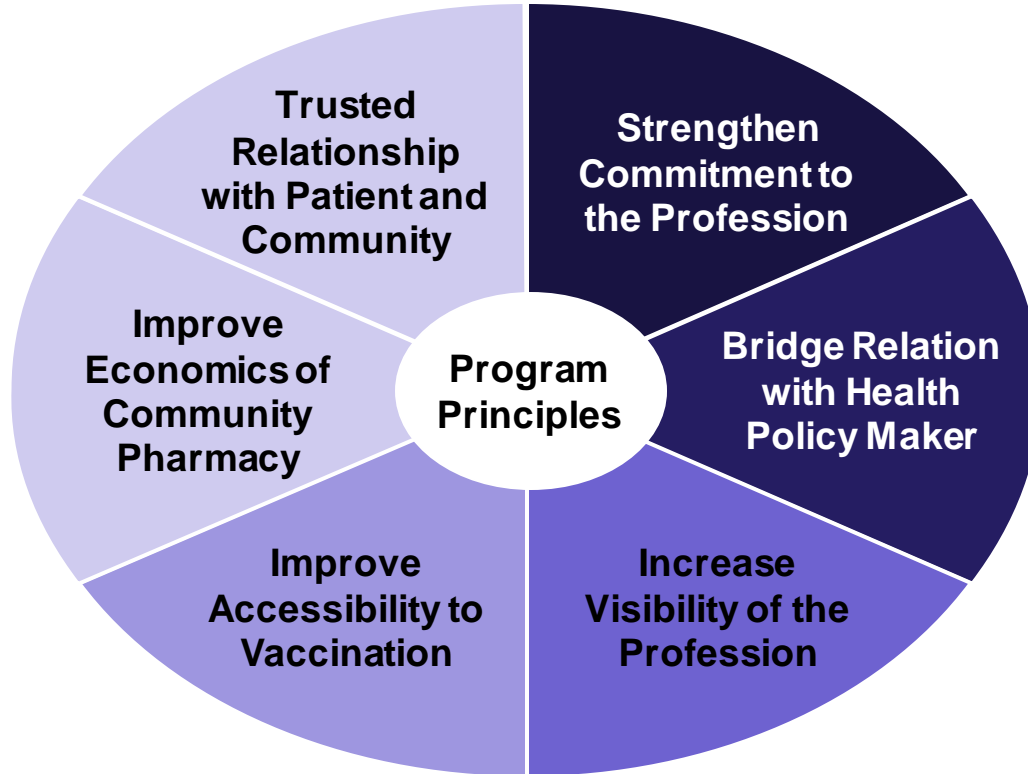 Trusted
Relationship
with Patient and
Community
Strengthen
Commitment to
the Profession
Improve
Economics of
Community
Pharmacy
Program
Principles
Bridge Relation
with Health
Policy Maker
Improve
Accessibility to
Vaccination
Increase
Visibility of the
Profession